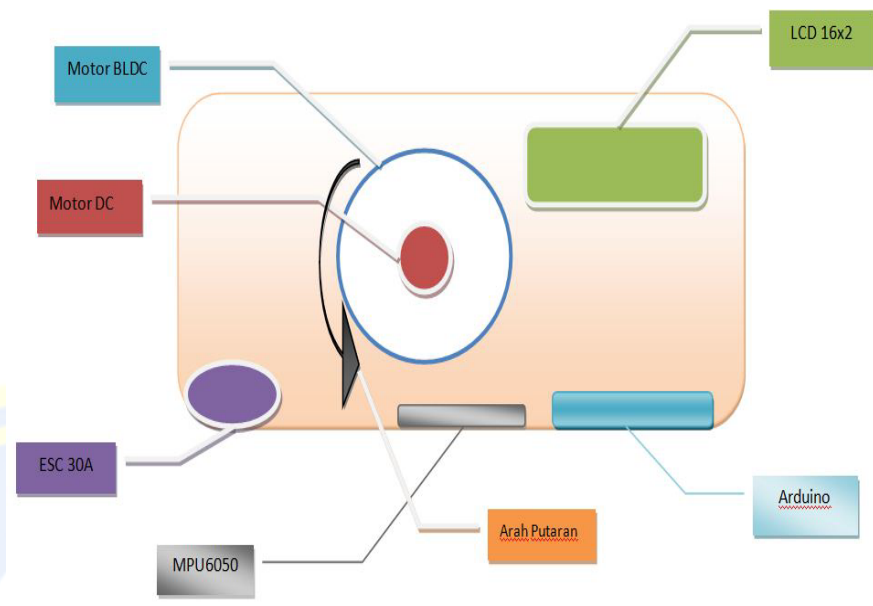 LCD 16x2
Motor BLDC
Motor DC
ESC 30A
Arduino
Arah Putaran
MPU6050